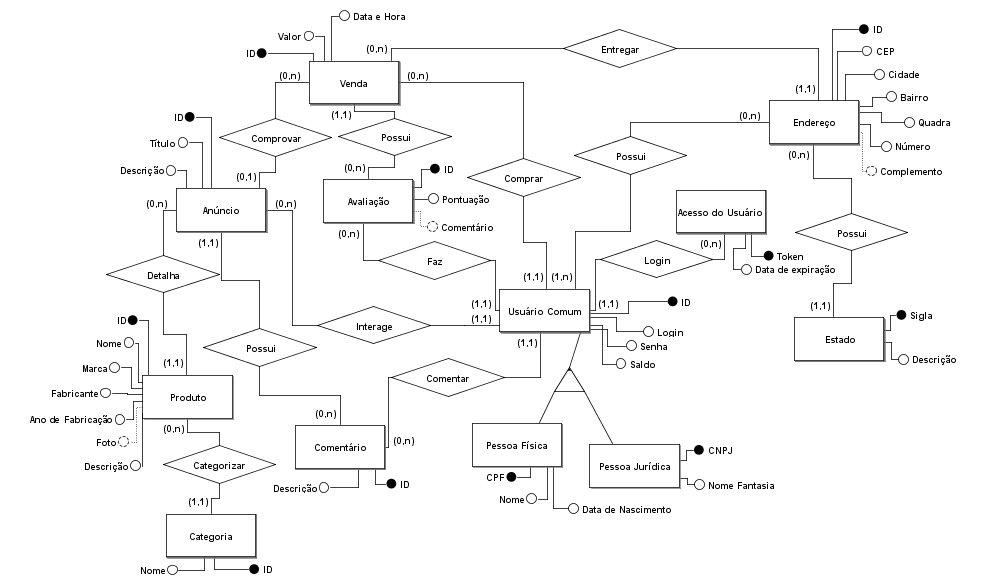 Data e Hora
Valor
ID
(0,n)
Entregar
ID
CEP
Cidade
Bairro
Quadra
Número
Complemento
(1,1)
Endereço
(0,n)
(0,n)
(0,n)
Venda
(0,n)
(1,1)
ID
Título
Descrição
Comprovar
Possui
(0,1)
(0,n)
Comprar
Possui
(0,n)
Anúncio
(0,n)
(1,1)
Avaliação
ID
Pontuação
Comentário
(0,n)
Acesso do Usuário
(0,n)
Token
Data de expiração
Possui
Detalha
Faz
Login
(1,1)
(1,n)
(1,1)
(1,1)
(1,1)
Usuário Comum
(1,1)
ID
Login
Senha
Saldo
(1,1)
Estado
Sigla
Descrição
Interage
Possui
Comentar
ID
Nome
Marca
Fabricante
Ano de Fabricação
Foto
Descrição
(1,1)
Produto
(0,n)
(0,n)
Comentário
(0,n)
Descrição
ID
Pessoa Física
CPF
Nome
Data de Nascimento
Pessoa Jurídica
CNPJ
Nome Fantasia
Categorizar
(1,1)
Categoria
Nome
ID